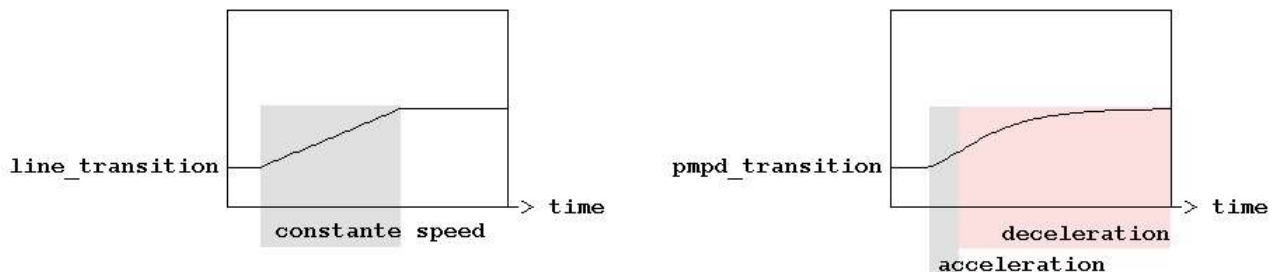 line_transition
> time
constante speed
pmpd_transition
> time
deceleration
acceleration